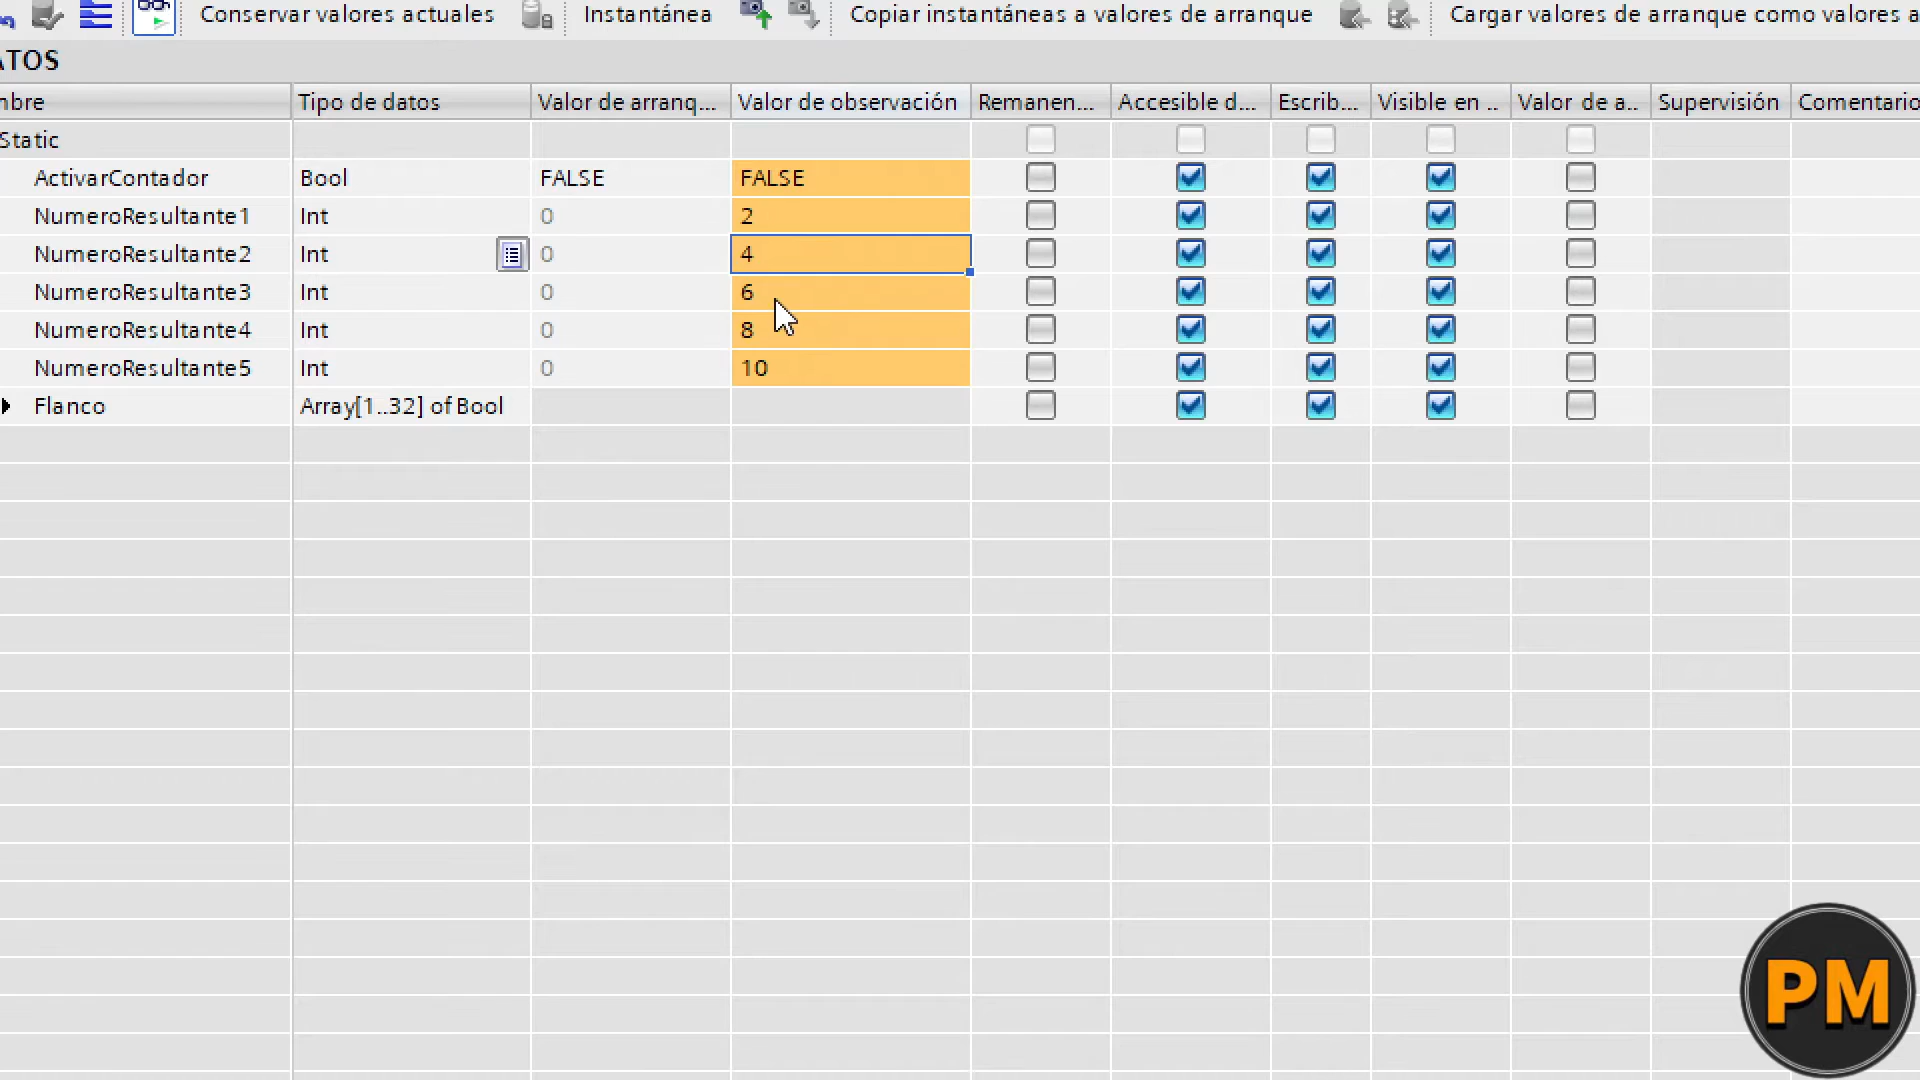 Conservar valores actuales Instantánea Copiar instantáneas a valores de arranque Cargar valores de arranque como valores a
ATOS
nbre Tipo de datos Valor de arranq... Valor de observación Remanen... Accesible d... Escrib... Visible en .. Valor de a.. Supervisión Comentario
Static
ActivarContador Bool FALSE FALSE
NumeroResultante1 Int 0 2
NumeroResultante2 Int 0 4
NumeroResultante3 Int 0 6
NumeroResultante4 Int 0 8
NumeroResultante5 Int 0 10
Flanco Array[1..32] of Bool
PM